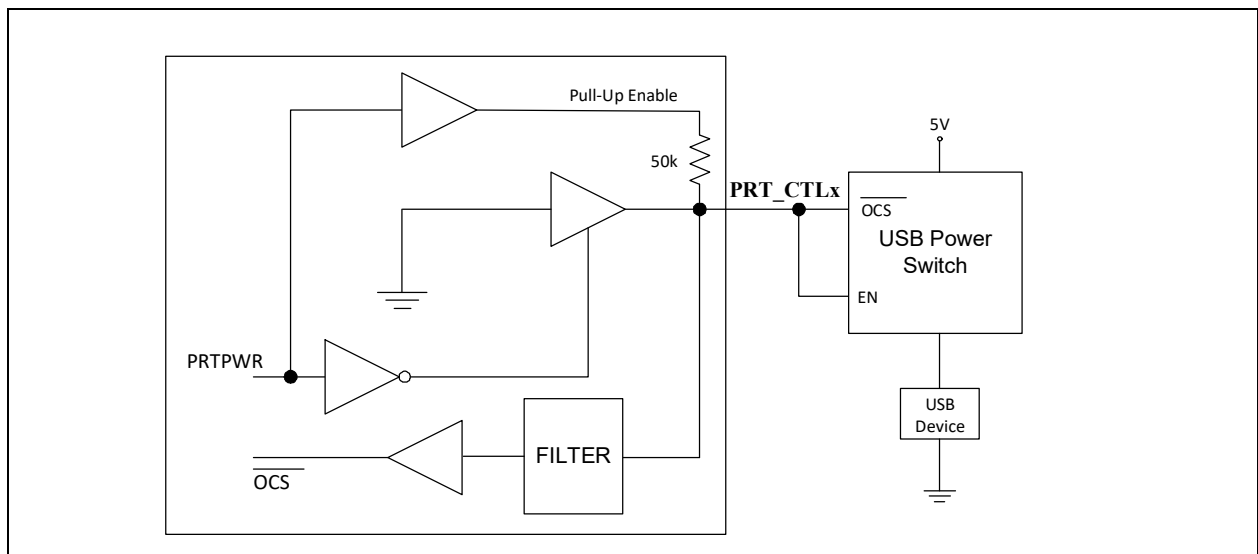 Pull-Up Enable
5V
50k
PRT_CTLx
OCS
USB Power
Switch
EN
PRTPWR
USB
Device
FILTER
OCS